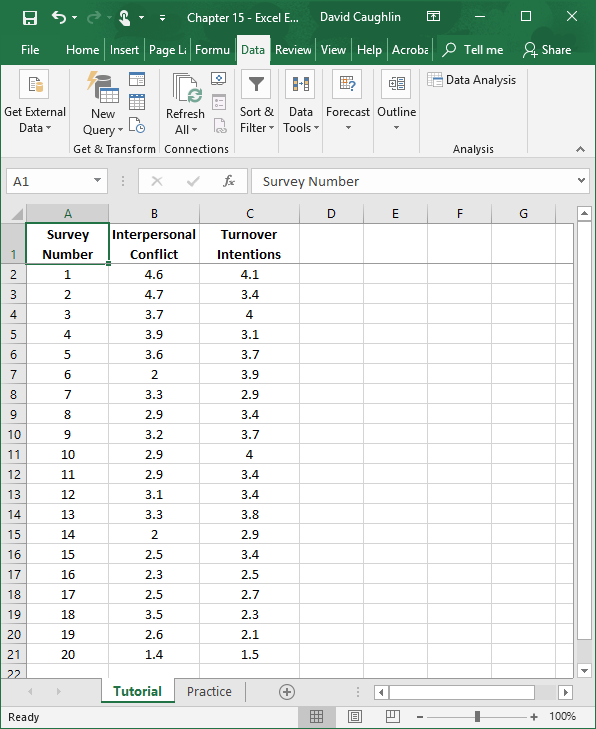 Chapter 15 - Excel E... David Caughlin
File Home Insert Page La Formu Data Review View Help Acroba Tell me Share
Get External Data
New Query
Refresh All
Sort & Filter
Data Tools
Forecast
Outline
Data Analysis
Get & Transform Connections Analysis
A1 fx Survey Number
A B C D E F G
1 Survey Number Interpersonal Conflict Turnover Intentions
2 1 4.6 4.1
3 2 4.7 3.4
4 3 3.7 4
5 4 3.9 3.1
6 5 3.6 3.7
7 6 2 3.9
8 7 3.3 2.9
9 8 2.9 3.4
10 9 3.2 3.7
11 10 2.9 4
12 11 2.9 3.4
13 12 3.1 3.4
14 13 3.3 3.8
15 14 2 2.9
16 15 2.5 3.4
17 16 2.3 2.5
18 17 2.5 2.7
19 18 3.5 2.3
20 19 2.6 2.1
21 20 1.4 1.5
22
Tutorial Practice
Ready 100%